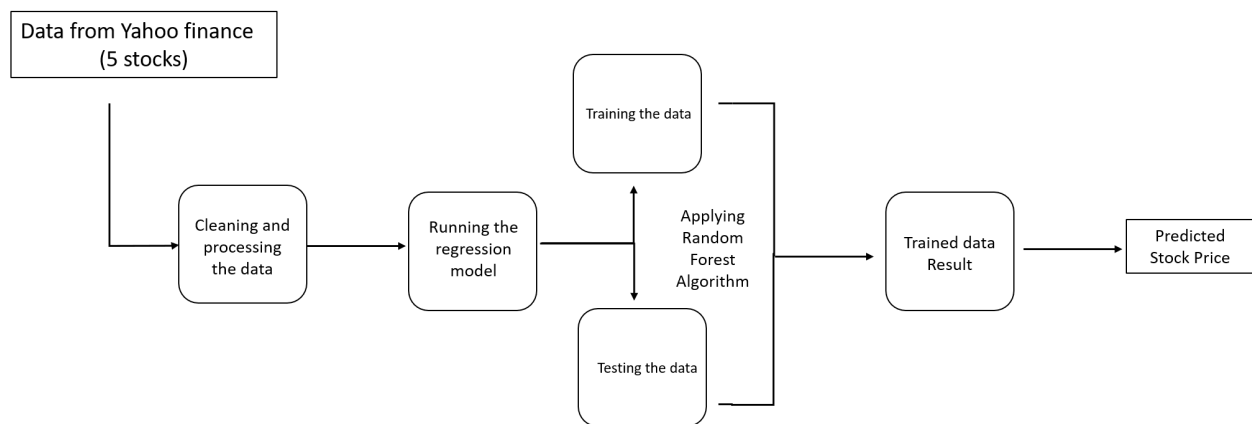 Data from Yahoo finance
(5 stocks)
Cleaning and
processing
the data
Running the
regression
model
Training the data
Applying
Random
Forest
Algorithm
Testing the data
Trained data
Result
Predicted
Stock Price